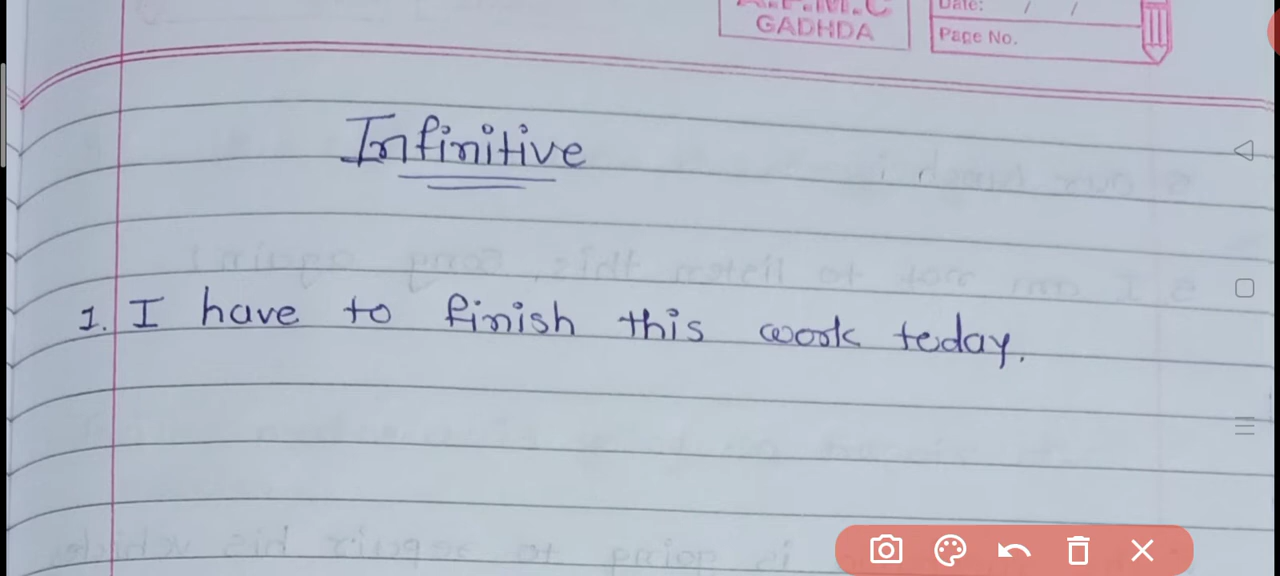 GADHDA
Date: / /
Page No.
Infinitive
1. I have to finish this work today.